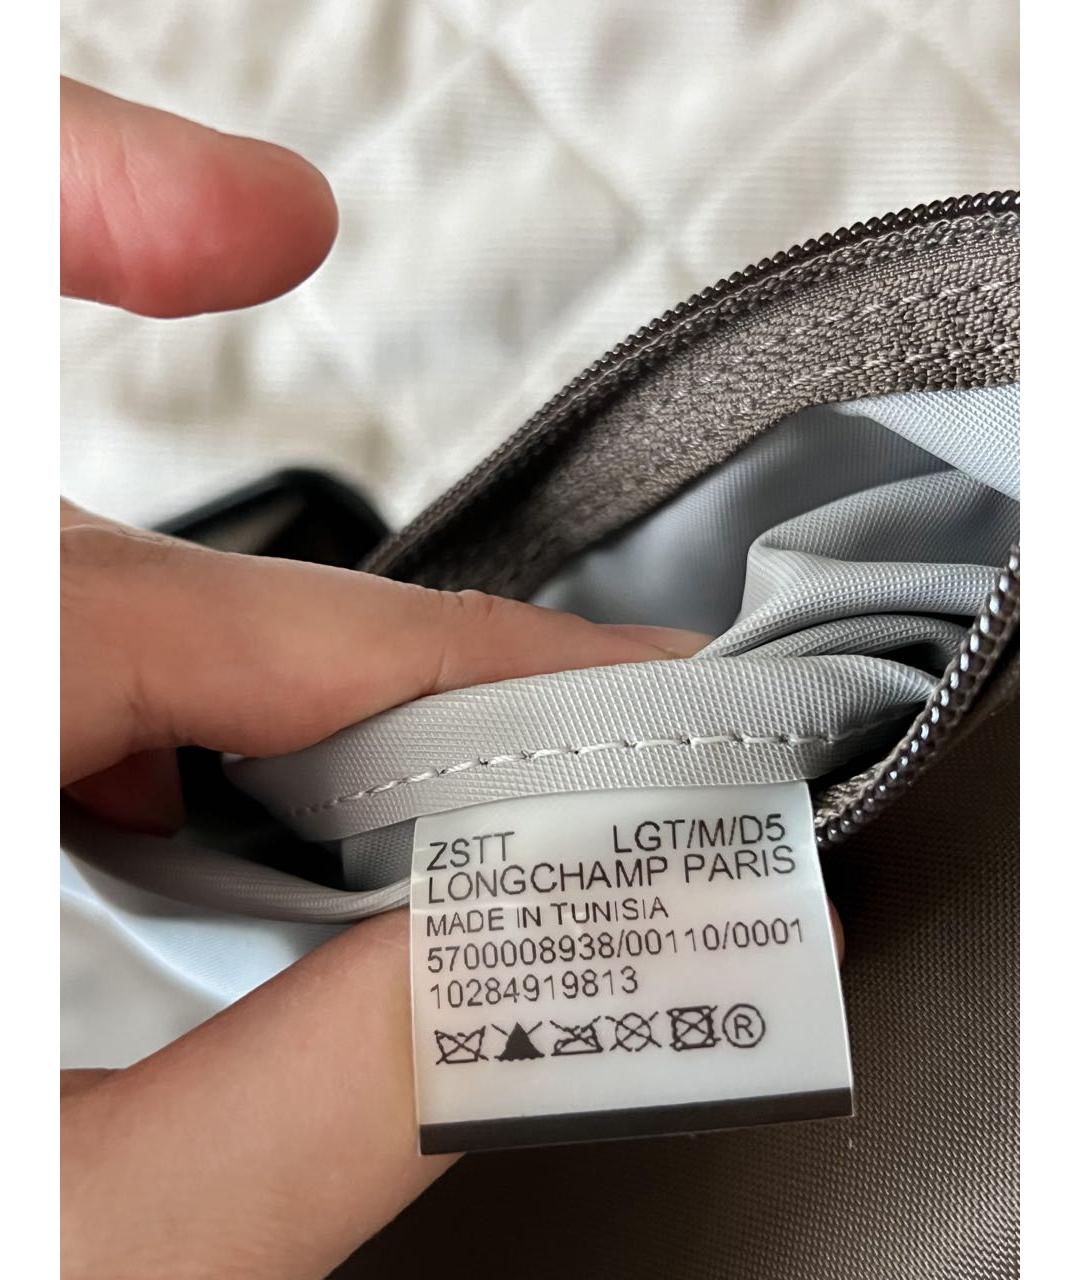 ZSTT LGT/M/D5
LONGCHAMP PARIS
MADE IN TUNISIA
5700008938/00110/0001
10284919813
®